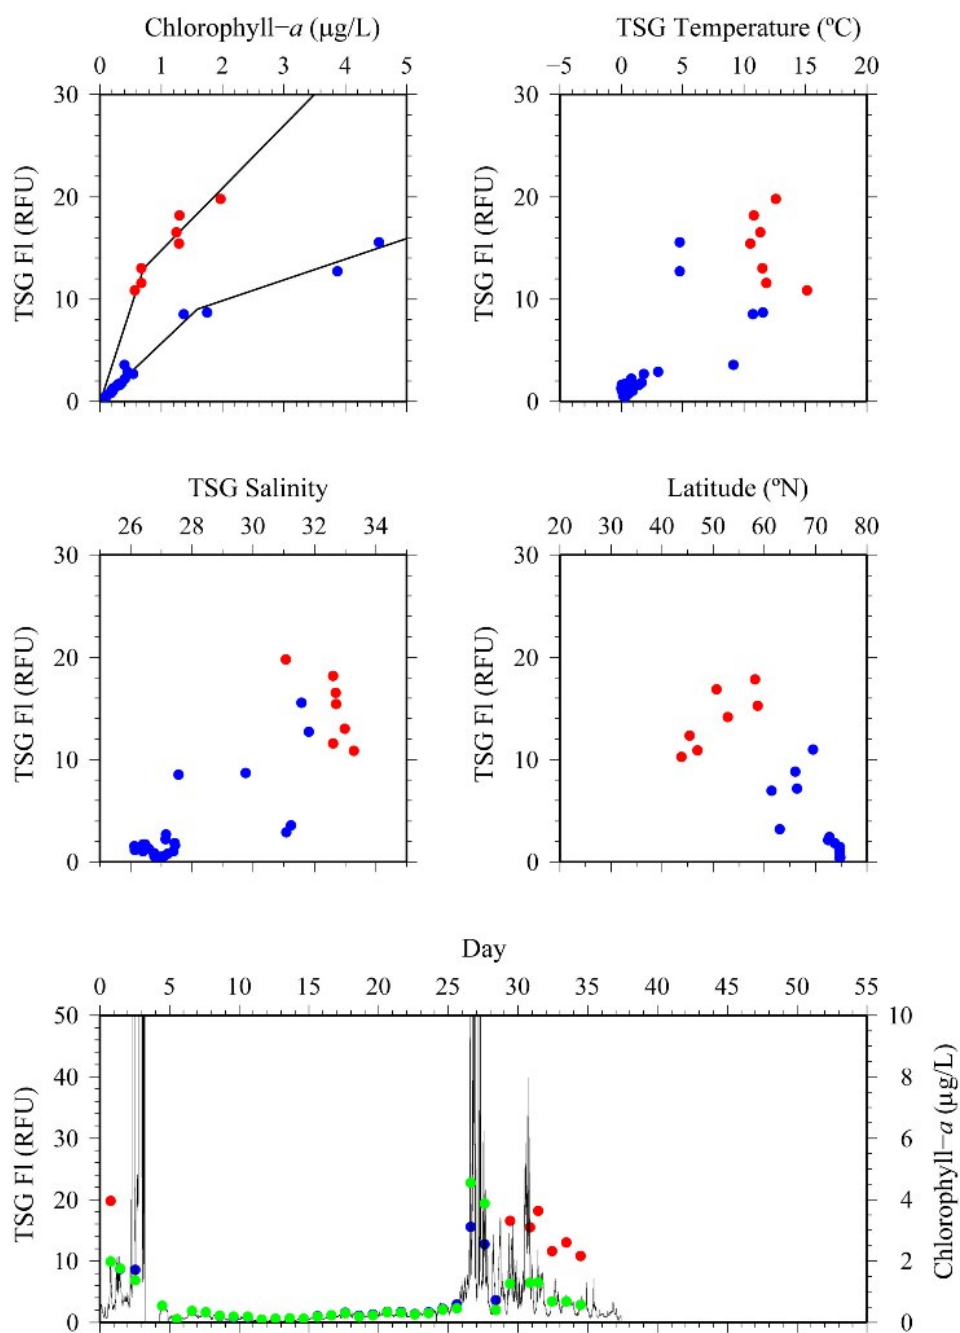 Chlorophyll−a (µg/L)
0 1 2 3 4 5
30
20
10
0
TSG Fl (RFU)
TSG Temperature (ºC)
−5 0 5 10 15 20
30
20
10
0
TSG Fl (RFU)
TSG Salinity
26 28 30 32 34
30
20
10
0
TSG Fl (RFU)
Latitude (ºN)
20 30 40 50 60 70 80
30
20
10
0
TSG Fl (RFU)
Day
0 5 10 15 20 25 30 35 40 45 50 55
50
40
30
20
10
0
TSG Fl (RFU)
10
8
6
4
2
0
Chlorophyll−a (µg/L)